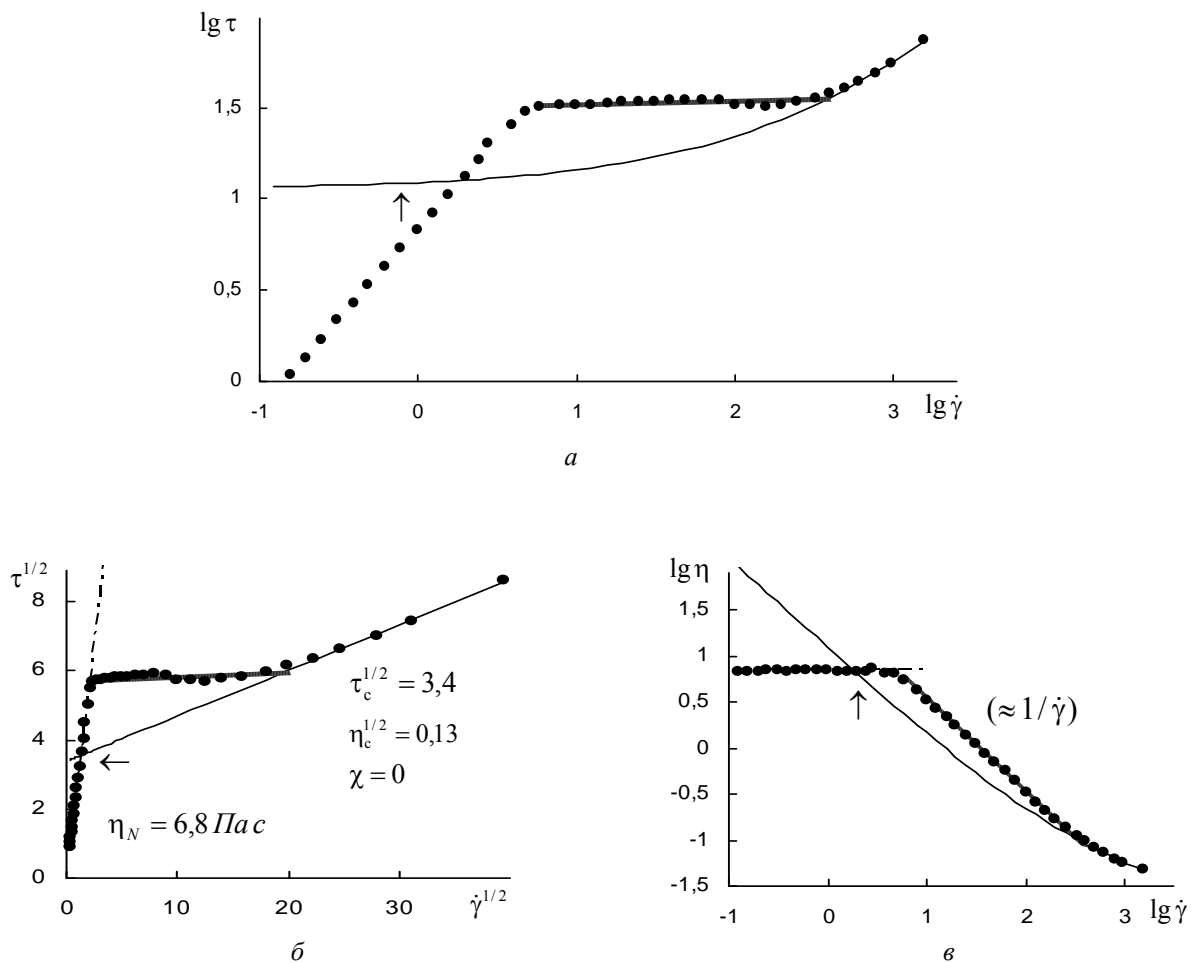 lg τ
1,5
1
0,5
0
-1 0 1 2 3
lg γ̇
а
τ^{1/2}
8
6
4
2
0
0 10 20 30
γ̇^{1/2}
τ_c^{1/2} = 3,4
η_c^{1/2} = 0,13
χ = 0
η_N = 6,8 Па с
б
lg η
1,5
1
0,5
0
-0,5
-1
-1,5
-1 0 1 2 3
lg γ̇
(≈ 1/γ̇)
в